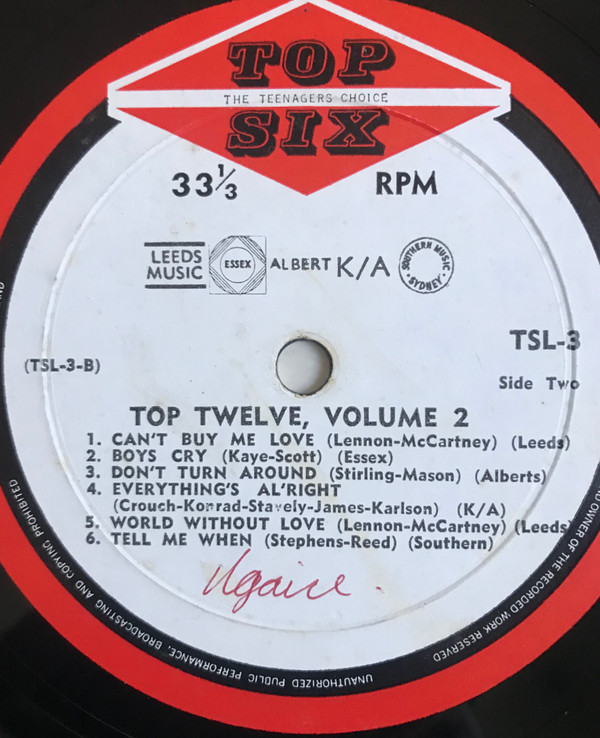 TOP
THE TEENAGERS CHOICE
SIX
33⅓ RPM
LEEDS MUSIC
ESSEX
ALBERT K/A
SOUTHERN MUSIC • SYDNEY •
TSL-3
(TSL-3-B)
Side Two
TOP TWELVE, VOLUME 2
1. CAN'T BUY ME LOVE (Lennon-McCartney) (Leeds)
2. BOYS CRY (Kaye-Scott) (Essex)
3. DON'T TURN AROUND (Stirling-Mason) (Alberts)
4. EVERYTHING'S AL'RIGHT
(Crouch-Konrad-Stavely-James-Karlson) (K/A)
5. WORLD WITHOUT LOVE (Lennon-McCartney) (Leeds)
6. TELL ME WHEN (Stephens-Reed) (Southern)
Ngaire.
UNAUTHORIZED PUBLIC PERFORMANCE, BROADCASTING AND COPYING PROHIBITED
OWNER OF THE RECORDED WORK RESERVED